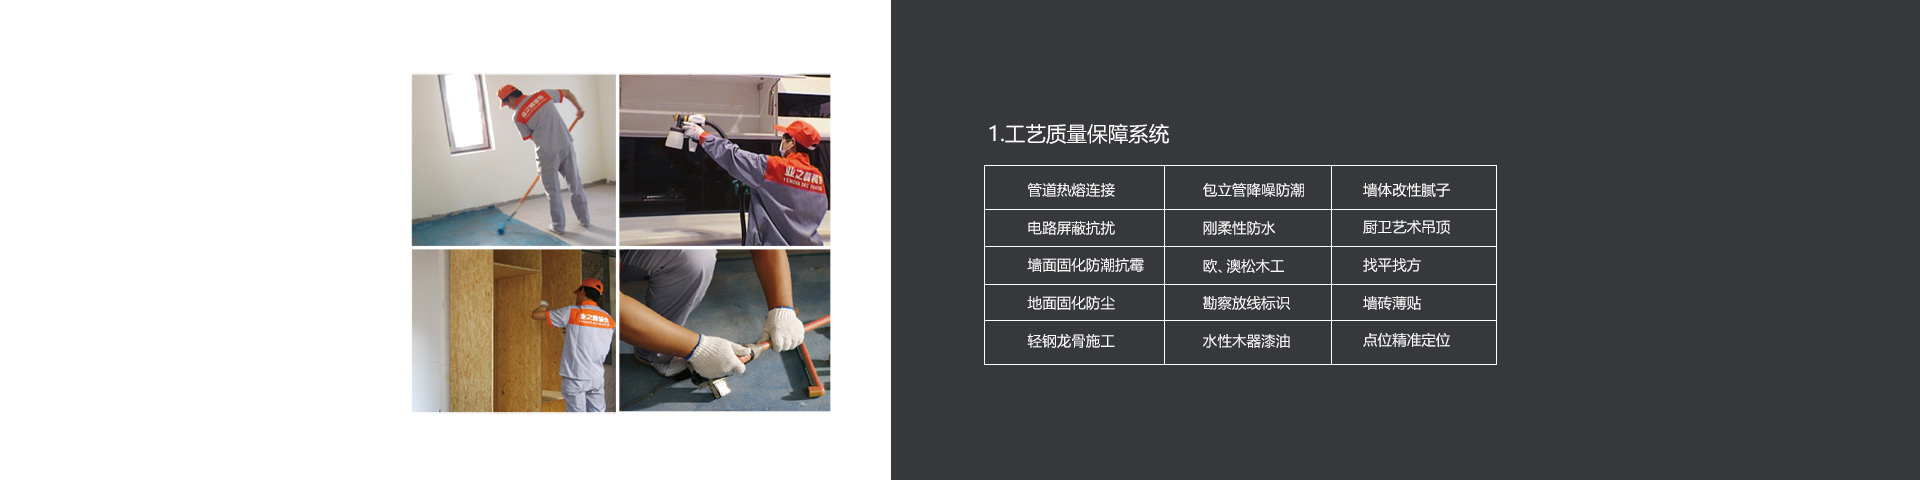 1.工艺质量保障系统
管道热熔连接 包立管降噪防潮 墙体改性腻子
电路屏蔽抗扰 刚柔性防水 厨卫艺术吊顶
墙面固化防潮抗霉 欧、澳松木工 找平找方
地面固化防尘 勘察放线标识 墙砖薄贴
轻钢龙骨施工 水性木器漆油 点位精准定位